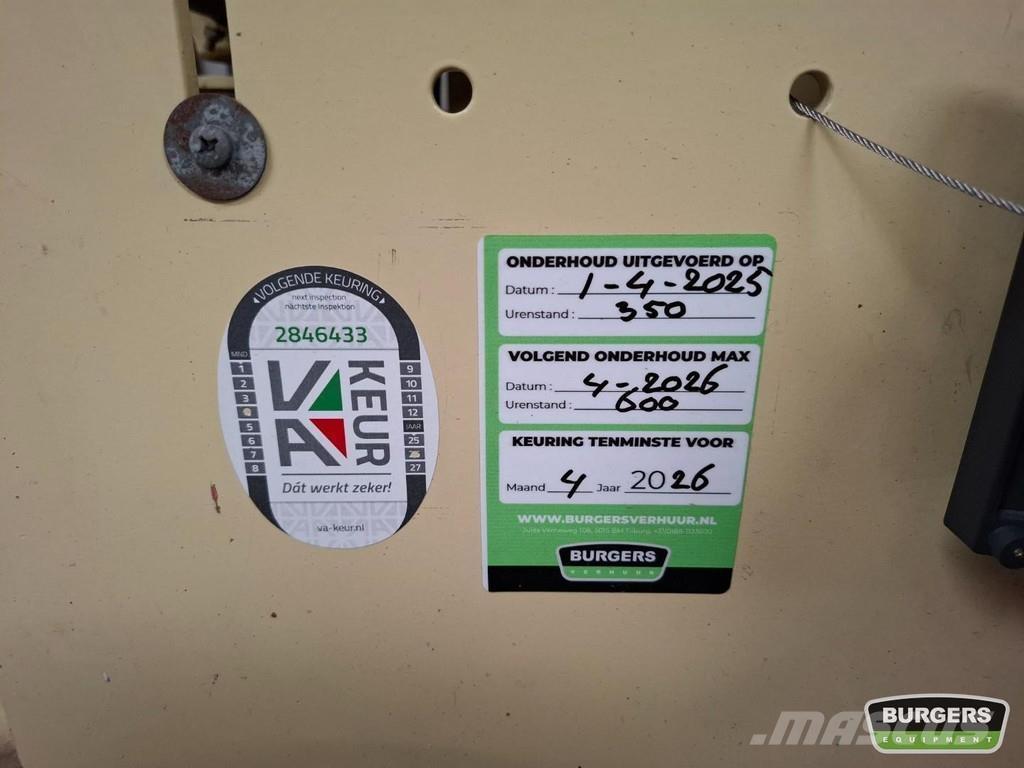 VOLGENDE KEURING
next inspection
nächste Inspektion
2846433
MND
1
2
3
5
6
7
8
9
10
11
12
JAAR
25
27
VA KEUR
Dát werkt zeker!
va-keur.nl
ONDERHOUD UITGEVOERD OP
Datum : 1-4-2025
Urenstand : 350
VOLGEND ONDERHOUD MAX
Datum : 4-2026
Urenstand : 600
KEURING TENMINSTE VOOR
Maand 4 Jaar 2026
WWW.BURGERSVERHUUR.NL
BURGERS
VERHUUR
MASCUS
BURGERS
EQUIPMENT